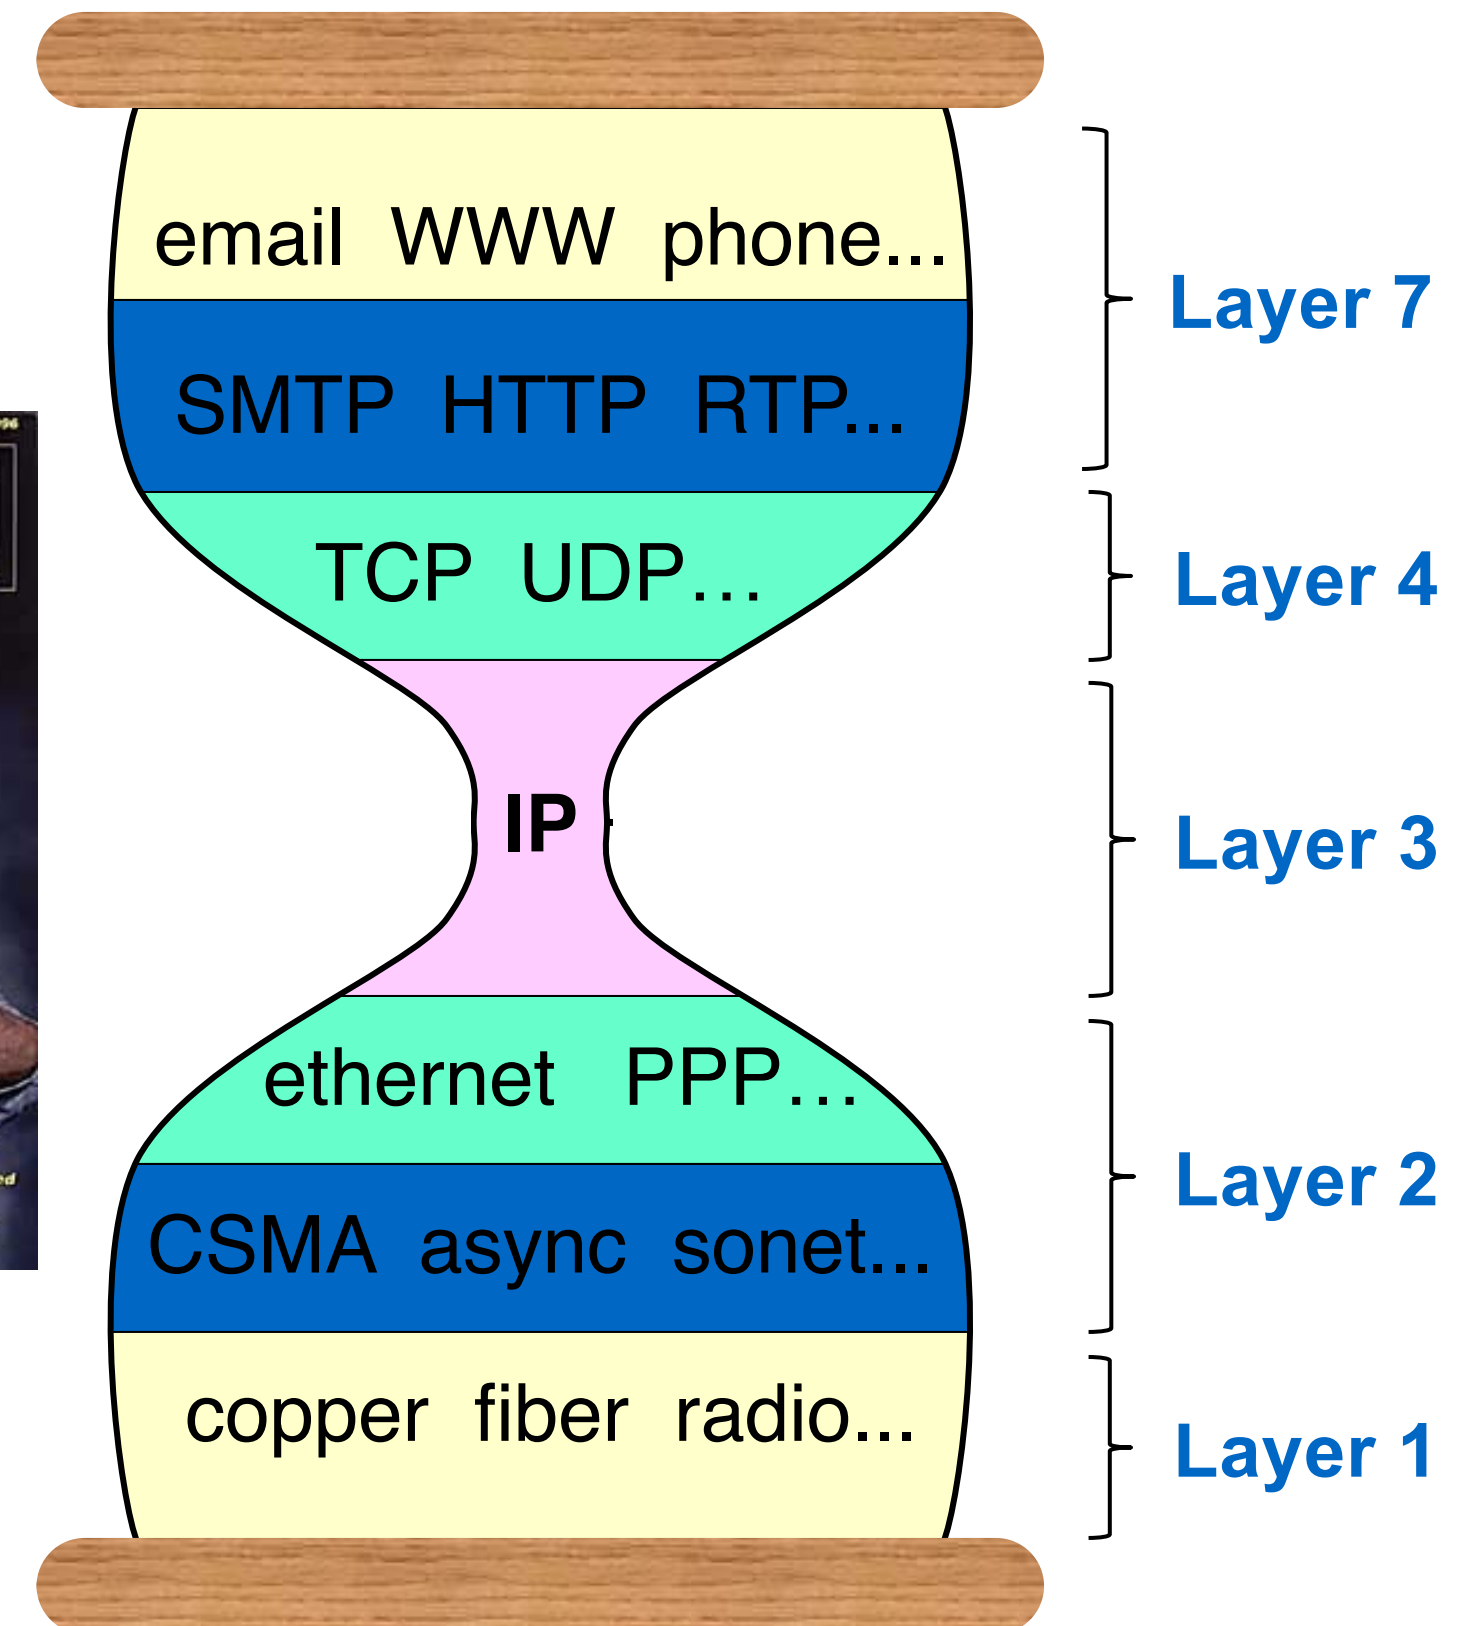 email WWW phone...
Layer 7
SMTP HTTP RTP...
TCP UDP…
Layer 4
IP
Layer 3
ethernet PPP…
Layer 2
CSMA async sonet...
copper fiber radio...
Layer 1